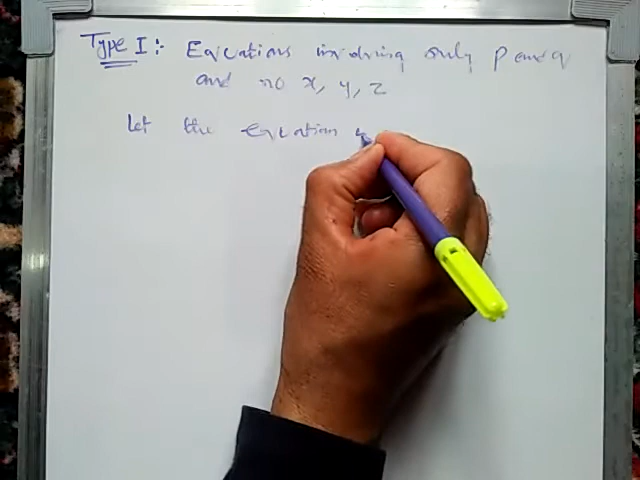 Type I:- Equations involving only p and q
and no x, y, z
Let the equation